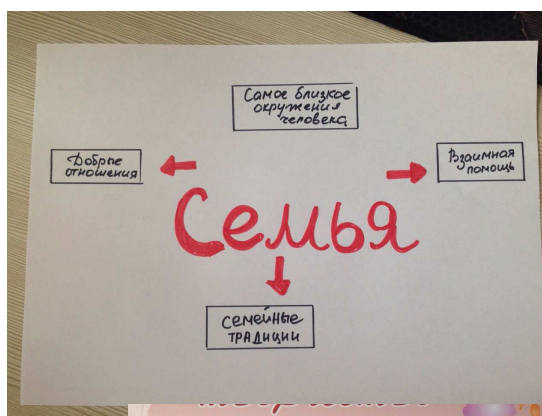 Самое близкое
окружения
человека
Добрые
отношения
Взаимная
помощь
Семья
семейные
традиции